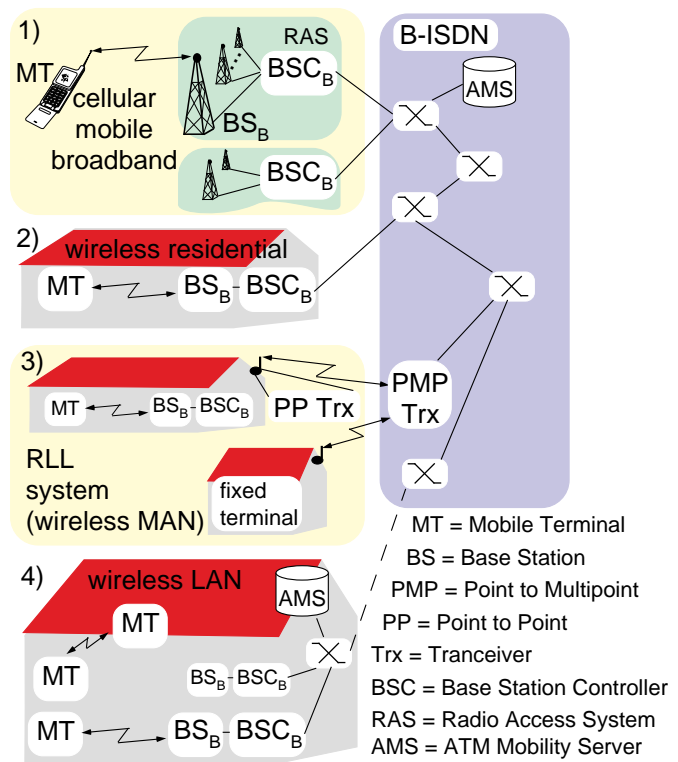 1)
RAS
B-ISDN
MT
BSC_B
AMS
cellular
mobile
broadband
BS_B
BSC_B
2)
wireless residential
MT
BS_B
BSC_B
3)
PMP
Trx
MT
BS_B
BSC_B
PP Trx
RLL
system
(wireless MAN)
fixed
terminal
MT = Mobile Terminal
BS = Base Station
PMP = Point to Multipoint
PP = Point to Point
Trx = Tranceiver
BSC = Base Station Controller
RAS = Radio Access System
AMS = ATM Mobility Server
4)
wireless LAN
AMS
MT
MT
BS_B
BSC_B
MT
BS_B
BSC_B